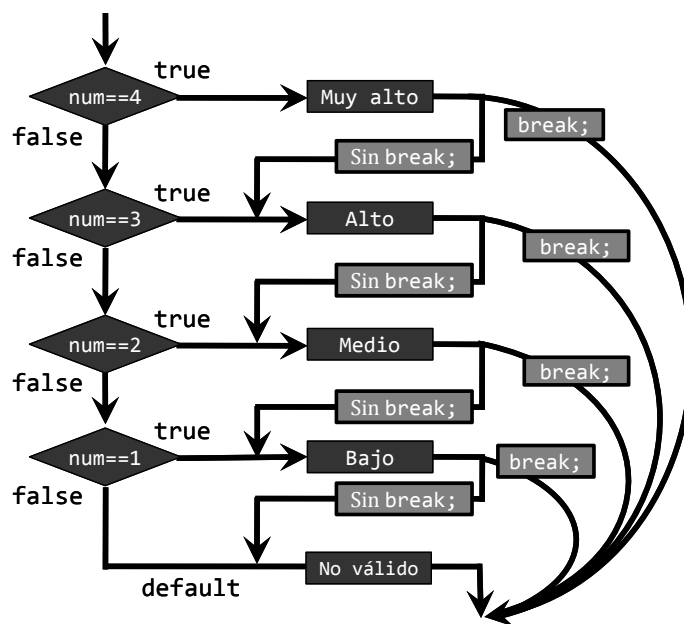 true
num==4
Muy alto
break;
false
Sin break;
true
num==3
Alto
break;
false
Sin break;
true
num==2
Medio
break;
false
Sin break;
true
num==1
Bajo
break;
false
Sin break;
No válido
default